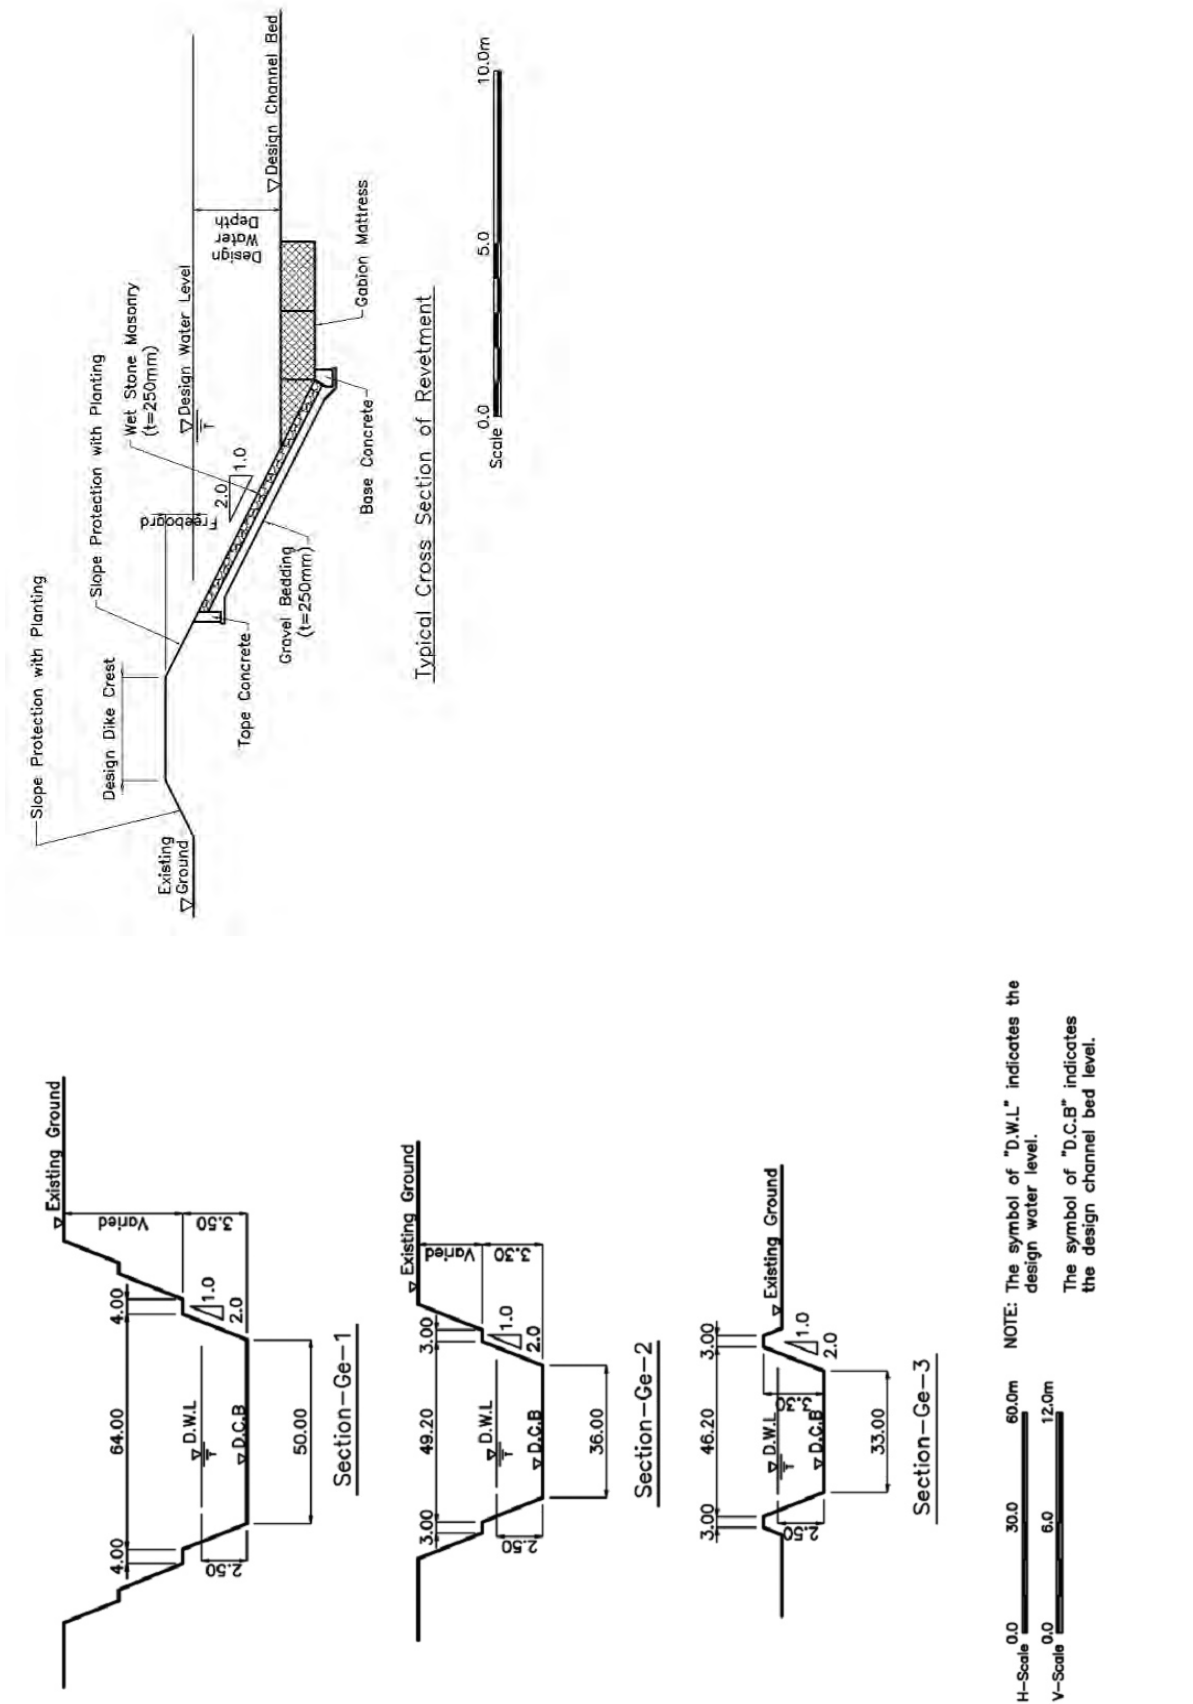 Slope Protection with Planting
Slope Protection with Planting
Design Dike Crest
Wet Stone Masonry
(t=250mm)
Existing
Ground
Freeboard
Design Water Level
2.0
1.0
Design
Water
Depth
Design Channel Bed
Tope Concrete
Gravel Bedding
(t=250mm)
Base Concrete
Gabion Mattress
Typical Cross Section of Revetment
0.0
5.0
10.0m
Scale
Existing Ground
4.00
64.00
4.00
Varied
3.50
D.W.L
1.0
2.0
2.50
D.C.B
50.00
Section-Ge-1
Existing Ground
3.00
49.20
3.00
Varied
3.30
D.W.L
1.0
2.0
2.50
D.C.B
36.00
Section-Ge-2
3.00
46.20
3.00
Existing Ground
D.W.L
3.30
1.0
2.0
2.50
D.C.B
33.00
Section-Ge-3
0.0
30.0
60.0m
H-Scale
0.0
6.0
12.0m
V-Scale
NOTE: The symbol of "D.W.L" indicates the
design water level.
The symbol of "D.C.B" indicates
the design channel bed level.